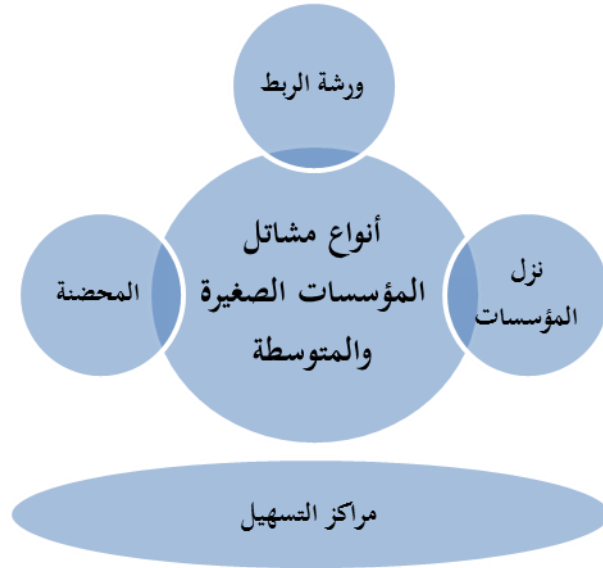 ورشة الربط
أنواع مشاتل
المؤسسات الصغيرة
والمتوسطة
نزل
المؤسسات
المحضنة
مراكز التسهيل